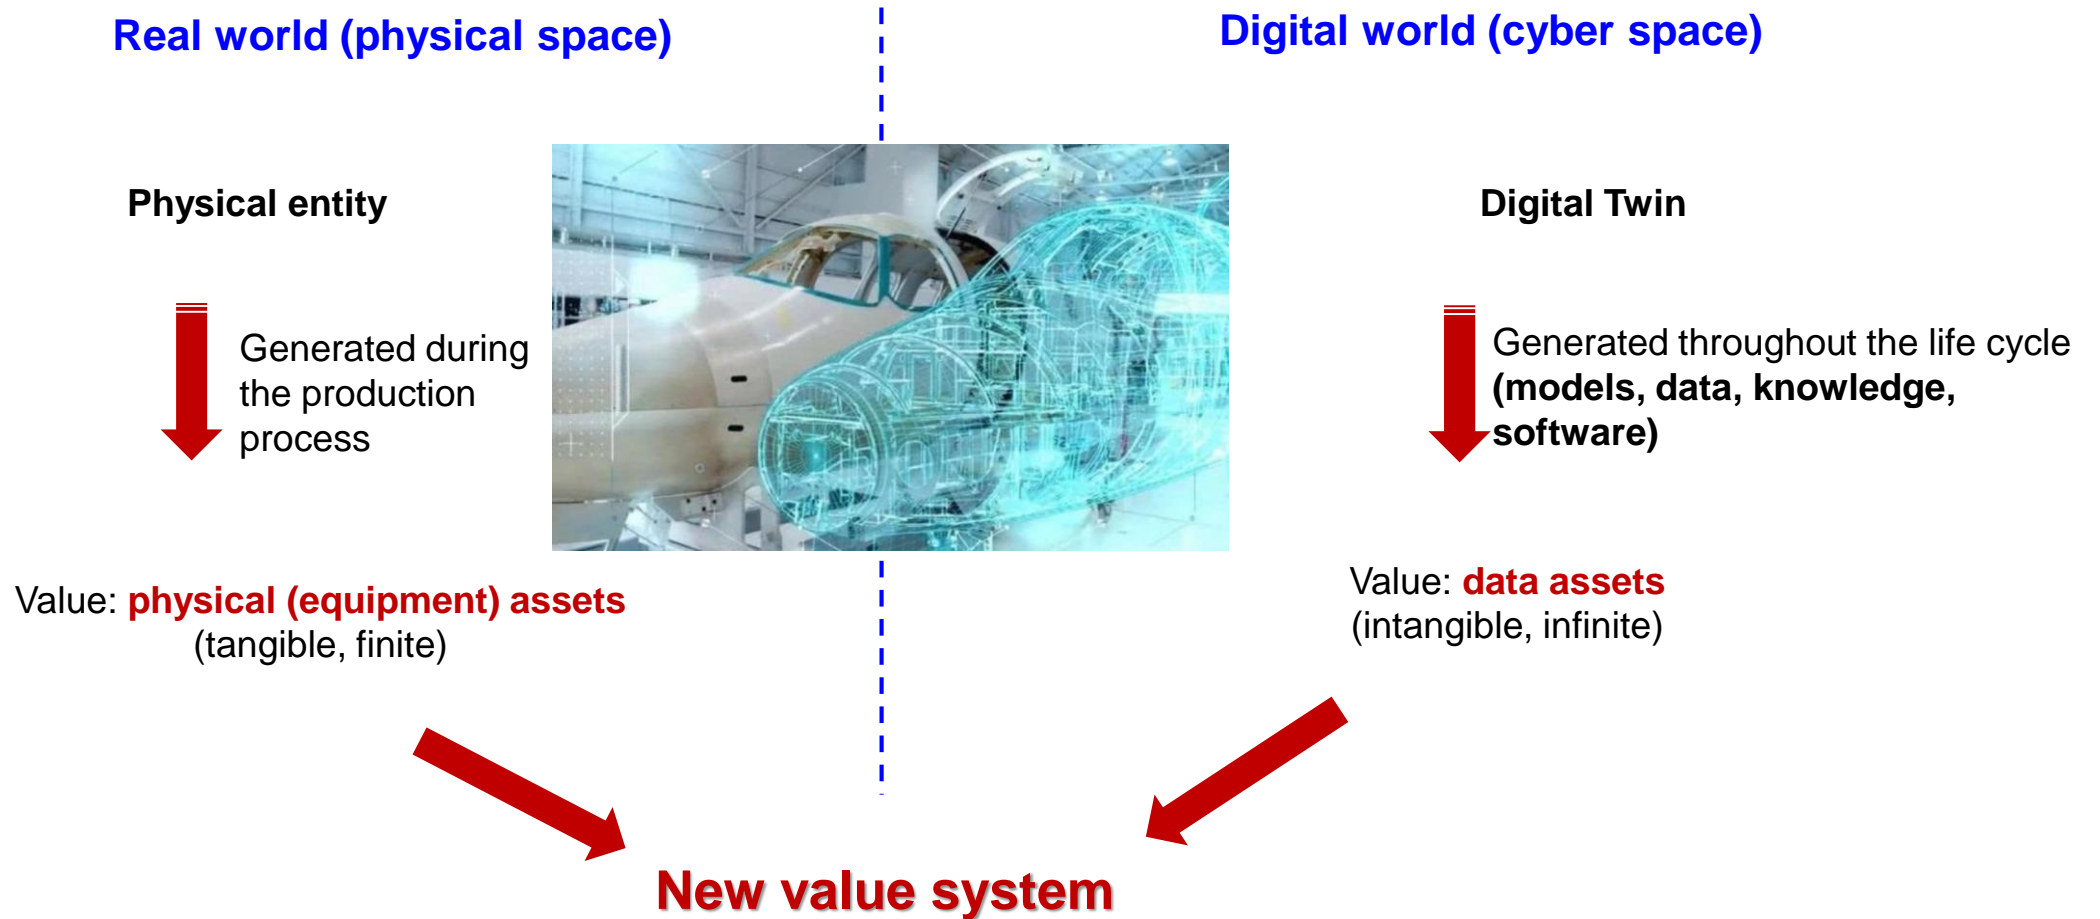 Real world (physical space)
Digital world (cyber space)
Physical entity
Digital Twin
Generated during
the production
process
Generated throughout the life cycle
(models, data, knowledge,
software)
Value: physical (equipment) assets
(tangible, finite)
Value: data assets
(intangible, infinite)
New value system